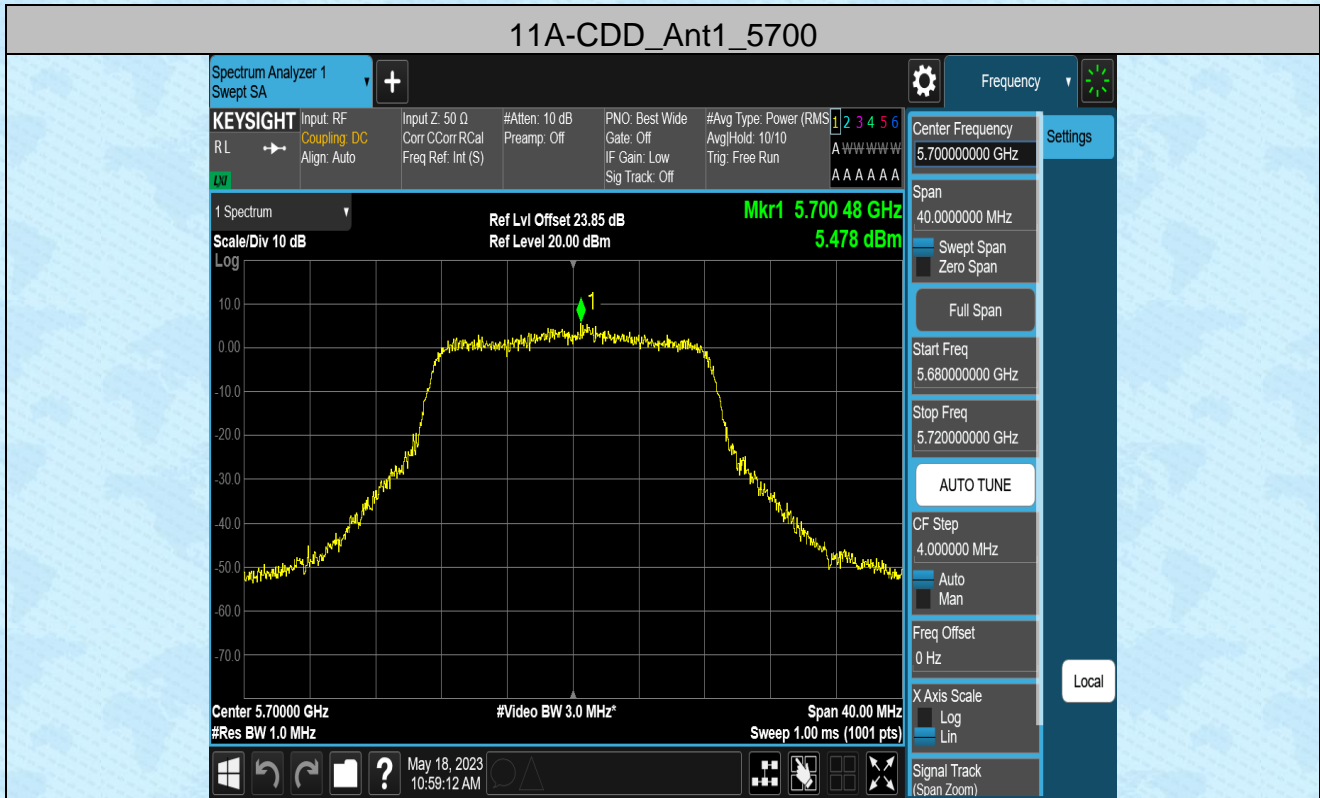 11A-CDD_Ant1_5700
Spectrum Analyzer 1
Swept SA
Frequency
KEYSIGHT
RL
LXI
Input: RF
Coupling: DC
Align: Auto
Input Z: 50 Ω
Corr CCorr RCal
Freq Ref: Int (S)
#Atten: 10 dB
Preamp: Off
PNO: Best Wide
Gate: Off
IF Gain: Low
Sig Track: Off
#Avg Type: Power (RMS
Avg|Hold: 10/10
Trig: Free Run
1 2 3 4 5 6
A W W W W W
A A A A A A
1 Spectrum
Scale/Div 10 dB
Log
Ref Lvl Offset 23.85 dB
Ref Level 20.00 dBm
Mkr1 5.700 48 GHz
5.478 dBm
1
10.0
0.00
-10.0
-20.0
-30.0
-40.0
-50.0
-60.0
-70.0
Center 5.70000 GHz
#Res BW 1.0 MHz
#Video BW 3.0 MHz*
Span 40.00 MHz
Sweep 1.00 ms (1001 pts)
May 18, 2023
10:59:12 AM
?
Center Frequency
5.700000000 GHz
Settings
Span
40.0000000 MHz
Swept Span
Zero Span
Full Span
Start Freq
5.680000000 GHz
Stop Freq
5.720000000 GHz
AUTO TUNE
CF Step
4.000000 MHz
Auto
Man
Freq Offset
0 Hz
X Axis Scale
Log
Lin
Local
Signal Track
(Span Zoom)